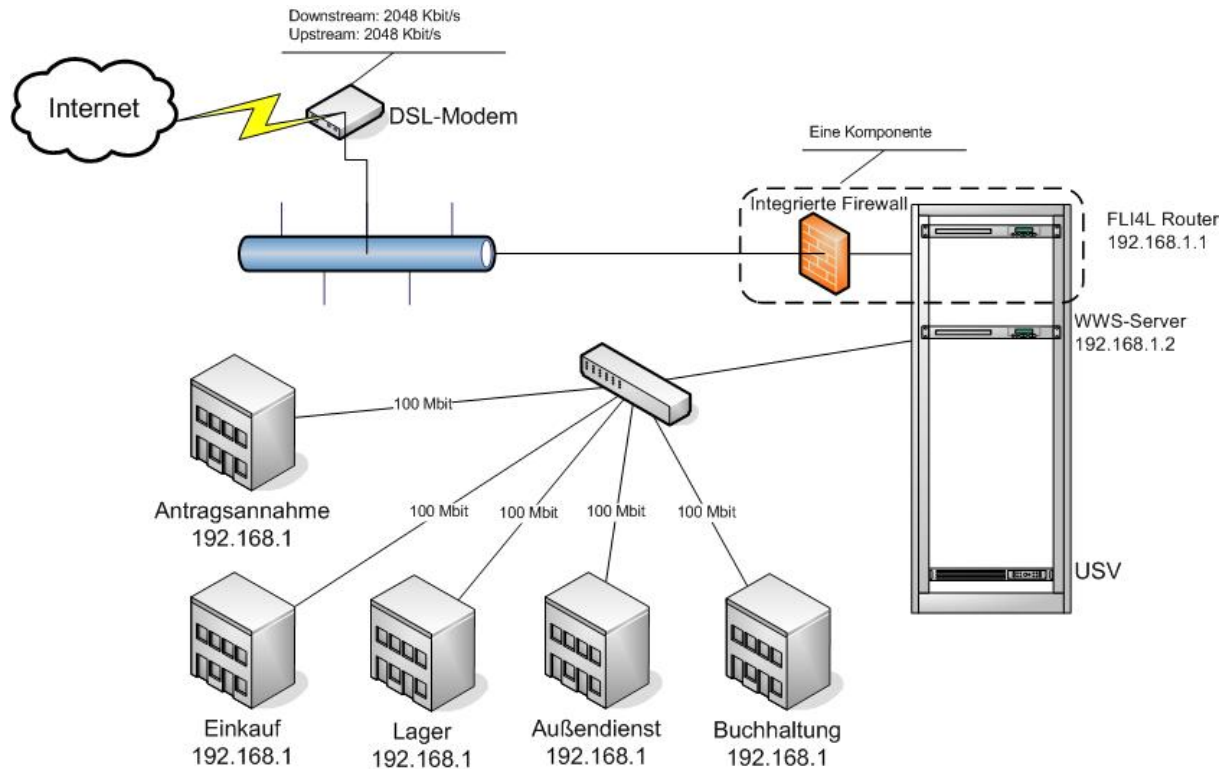 Downstream: 2048 Kbit/s
Upstream: 2048 Kbit/s
Internet
DSL-Modem
Eine Komponente
Integrierte Firewall
FLI4L Router
192.168.1.1
WWS-Server
192.168.1.2
100 Mbit
Antragsannahme
192.168.1
100 Mbit
100 Mbit
100 Mbit
100 Mbit
USV
Einkauf
192.168.1
Lager
192.168.1
Außendienst
192.168.1
Buchhaltung
192.168.1